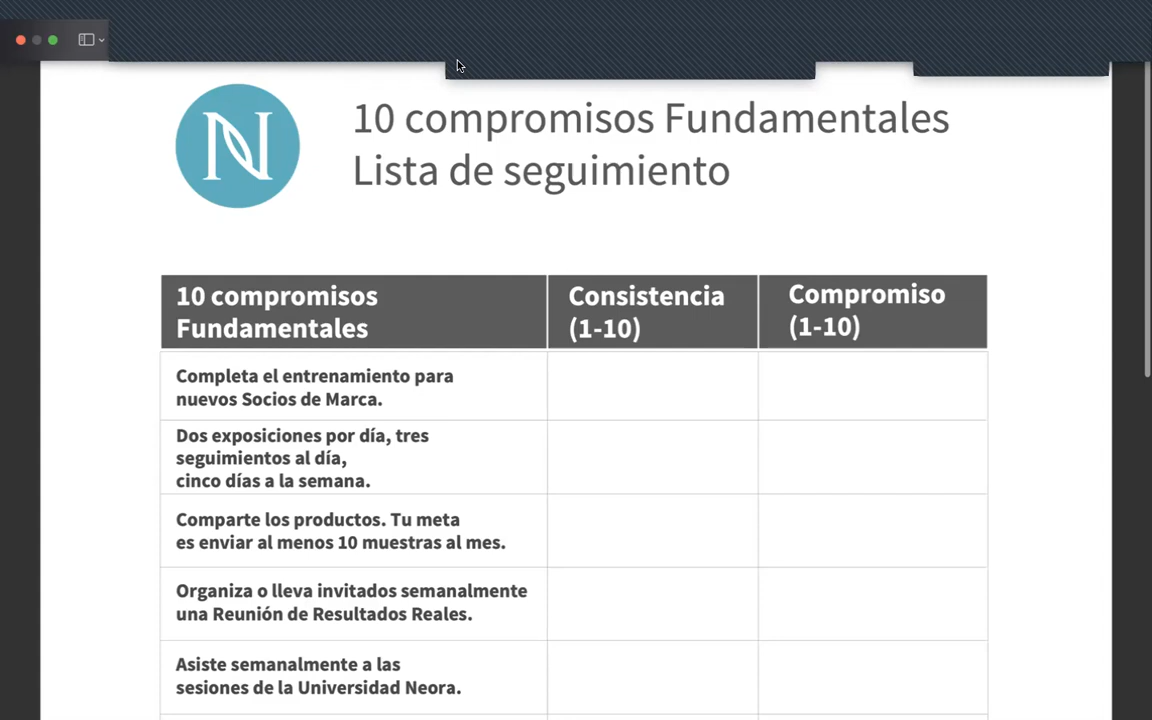 N
10 compromisos Fundamentales
Lista de seguimiento
10 compromisos
Fundamentales
Consistencia
(1-10)
Compromiso
(1-10)
Completa el entrenamiento para
nuevos Socios de Marca.
Dos exposiciones por día, tres
seguimientos al día,
cinco días a la semana.
Comparte los productos. Tu meta
es enviar al menos 10 muestras al mes.
Organiza o lleva invitados semanalmente
una Reunión de Resultados Reales.
Asiste semanalmente a las
sesiones de la Universidad Neora.